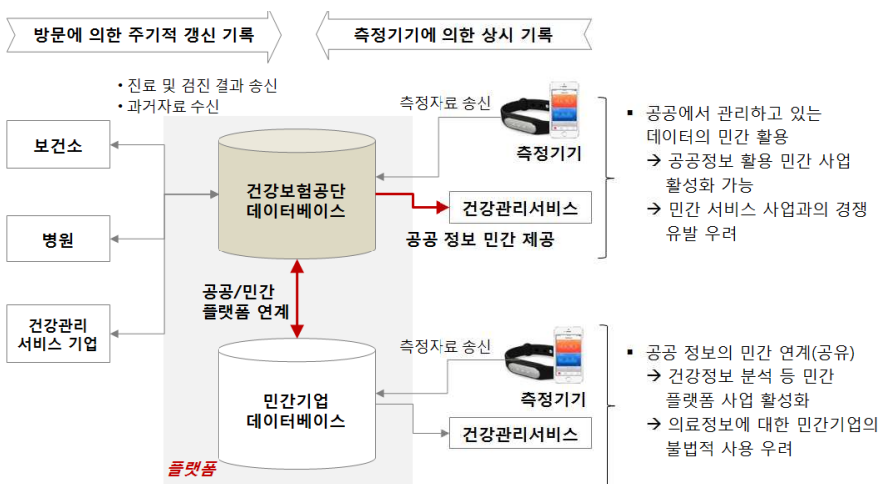 방문에 의한 주기적 갱신 기록
측정기기에 의한 상시 기록
• 진료 및 검진 결과 송신
• 과거자료 수신
보건소
병원
건강관리
서비스 기업
건강보험공단
데이터베이스
측정자료 송신
측정기기
건강관리서비스
공공 정보 민간 제공
공공/민간
플랫폼 연계
민간기업
데이터베이스
플랫폼
측정자료 송신
측정기기
건강관리서비스
▪ 공공에서 관리하고 있는
데이터의 민간 활용
→ 공공정보 활용 민간 사업
활성화 가능
→ 민간 서비스 사업과의 경쟁
유발 우려
▪ 공공 정보의 민간 연계(공유)
→ 건강정보 분석 등 민간
플랫폼 사업 활성화
→ 의료정보에 대한 민간기업의
불법적 사용 우려